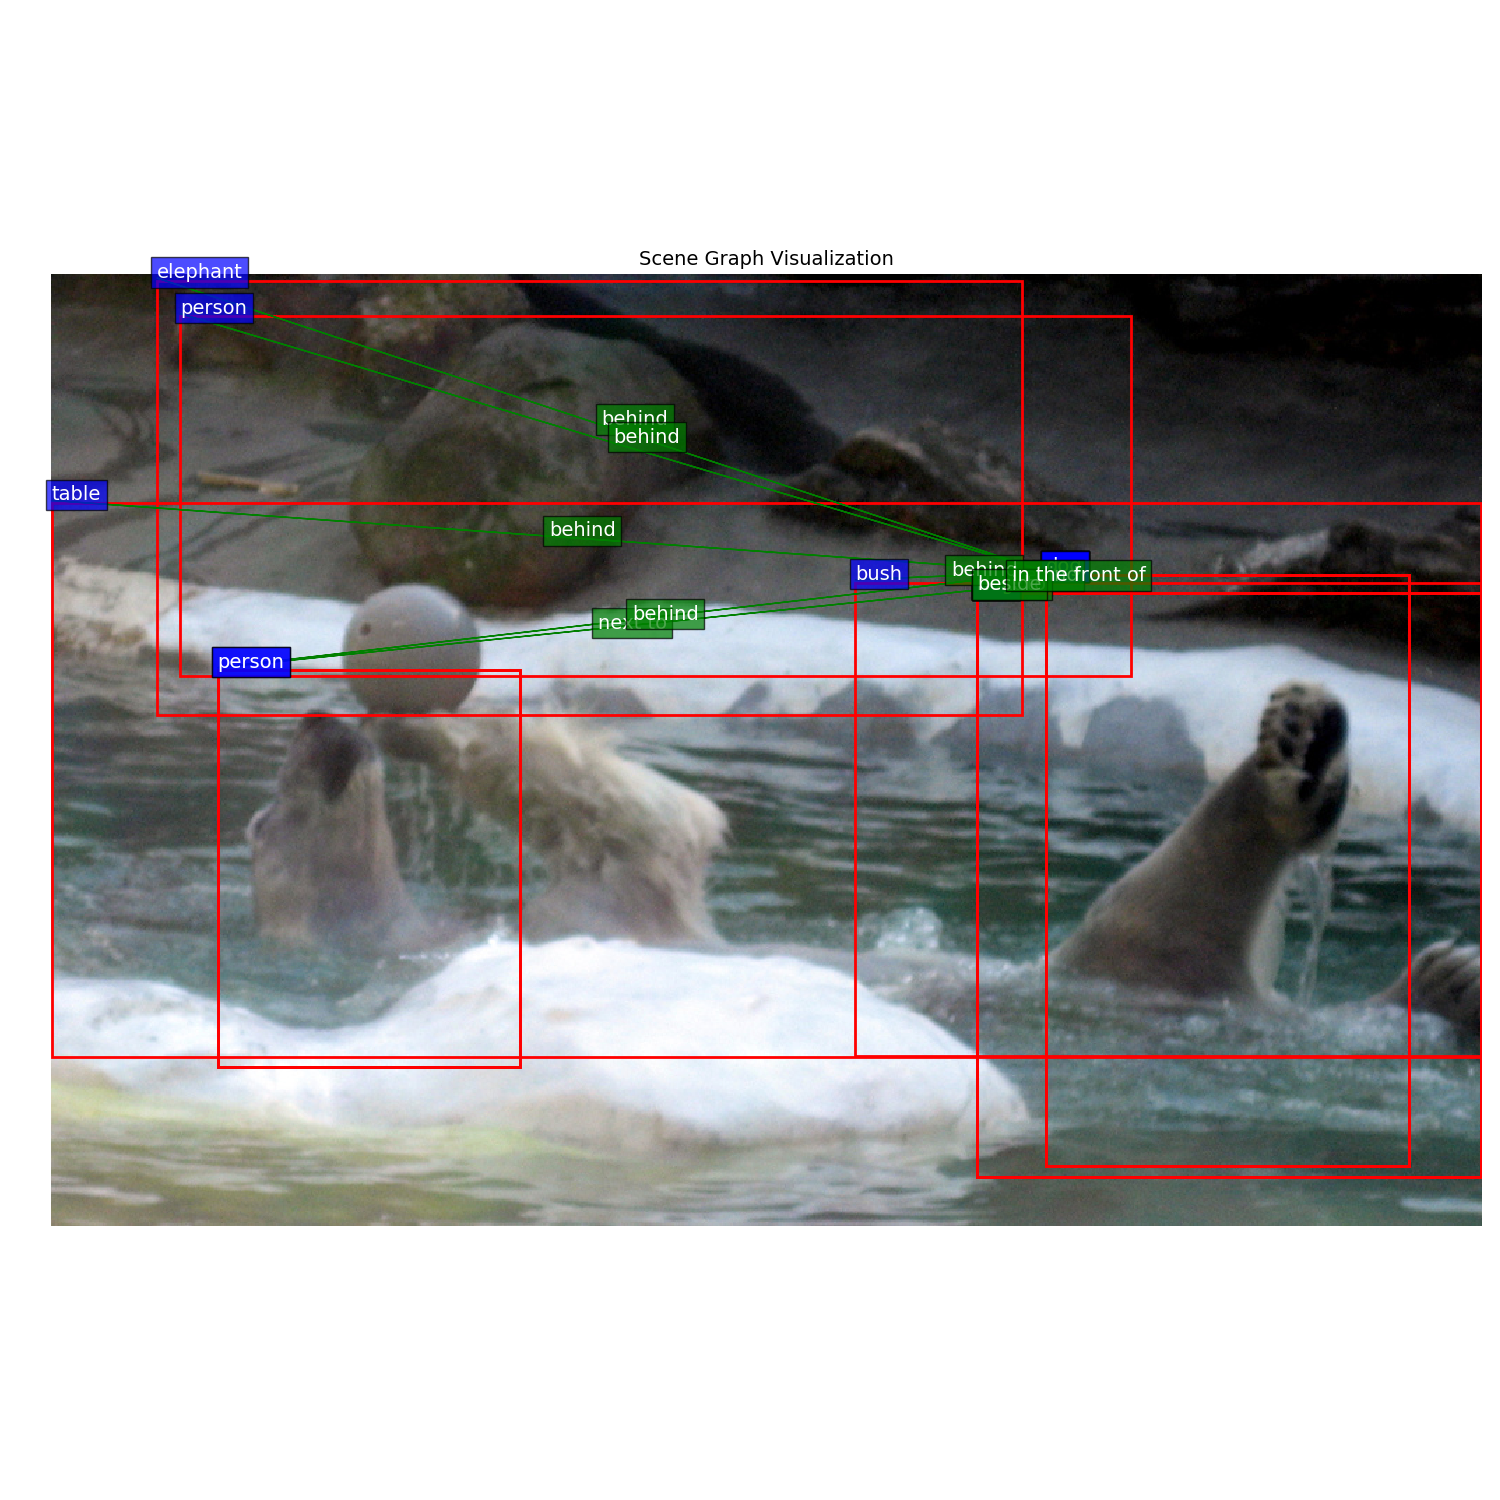 Scene Graph Visualization
elephant
person
behind
behind
table
behind
bush
behind
in the front of
beside
behind
next to
person